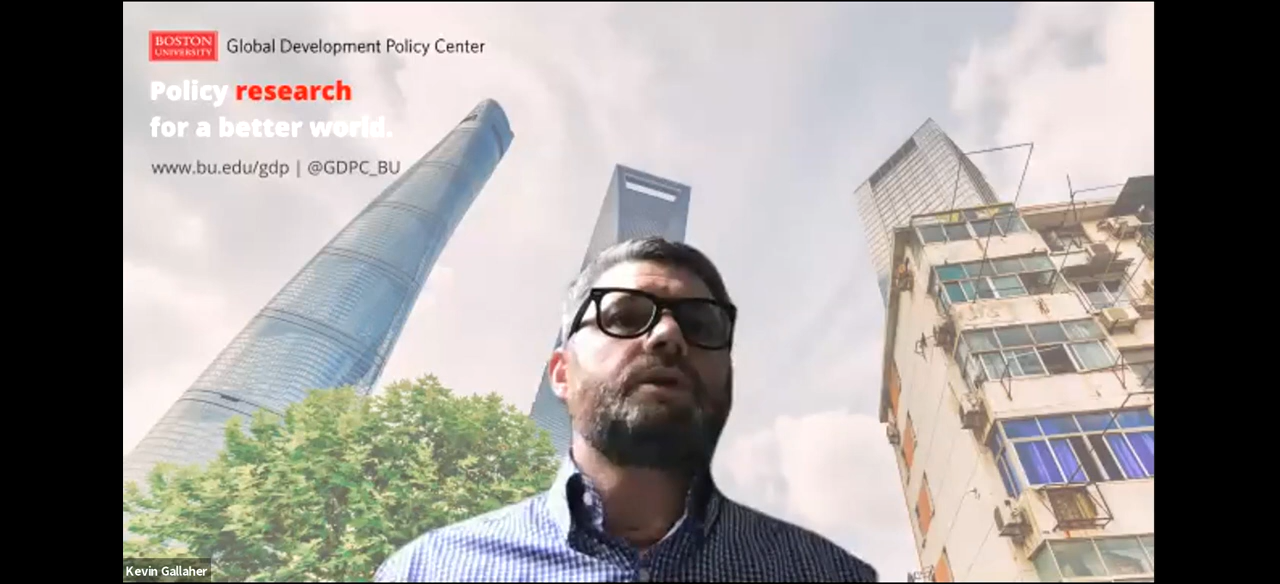 BOSTON
UNIVERSITY
Global Development Policy Center
Policy research
for a better world.
www.bu.edu/gdp | @GDPC_BU
Kevin Gallaher